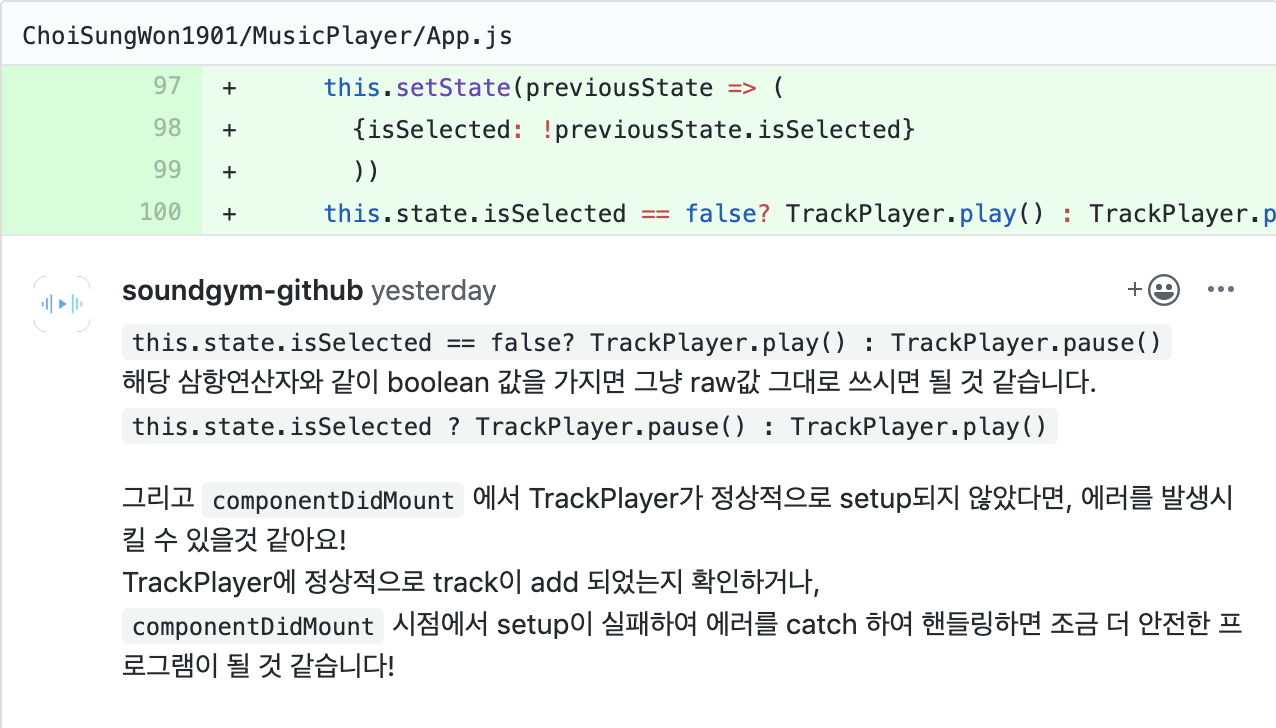 ChoiSungWon1901/MusicPlayer/App.js
97 + this.setState(previousState => (
98 + {isSelected: !previousState.isSelected}
99 + ))
100 + this.state.isSelected == false? TrackPlayer.play() : TrackPlayer.p
soundgym-github yesterday
this.state.isSelected == false? TrackPlayer.play() : TrackPlayer.pause()
해당 삼항연산자와 같이 boolean 값을 가지면 그냥 raw값 그대로 쓰시면 될 것 같습니다.
this.state.isSelected ? TrackPlayer.pause() : TrackPlayer.play()
그리고 componentDidMount 에서 TrackPlayer가 정상적으로 setup되지 않았다면, 에러를 발생시
킬 수 있을것 같아요!
TrackPlayer에 정상적으로 track이 add 되었는지 확인하거나,
componentDidMount 시점에서 setup이 실패하여 에러를 catch 하여 핸들링하면 조금 더 안전한 프
로그램이 될 것 같습니다!